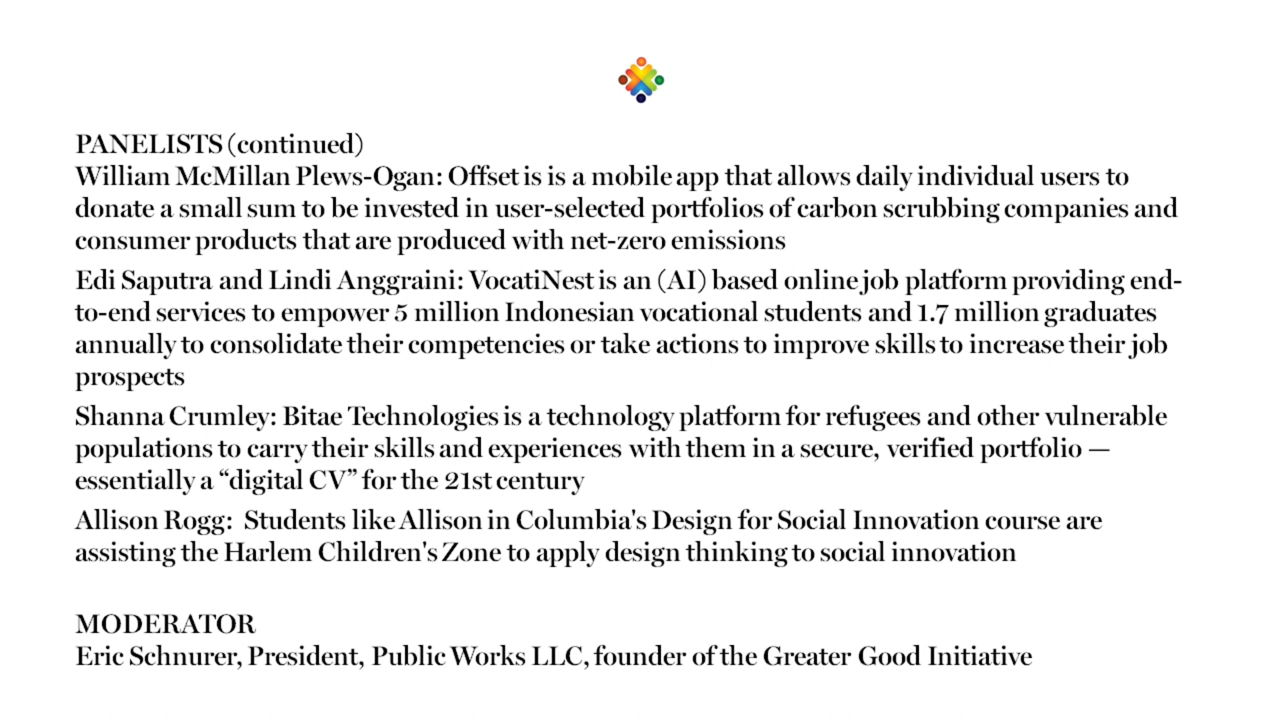 PANELISTS (continued)
William McMillan Plews-Ogan: Offset is is a mobile app that allows daily individual users to
donate a small sum to be invested in user-selected portfolios of carbon scrubbing companies and
consumer products that are produced with net-zero emissions
Edi Saputra and Lindi Anggraini: VocatiNest is an (AI) based online job platform providing end-
to-end services to empower 5 million Indonesian vocational students and 1.7 million graduates
annually to consolidate their competencies or take actions to improve skills to increase their job
prospects
Shanna Crumley: Bitae Technologies is a technology platform for refugees and other vulnerable
populations to carry their skills and experiences with them in a secure, verified portfolio —
essentially a “digital CV” for the 21st century
Allison Rogg:  Students like Allison in Columbia's Design for Social Innovation course are
assisting the Harlem Children's Zone to apply design thinking to social innovation
MODERATOR
Eric Schnurer, President, Public Works LLC, founder of the Greater Good Initiative